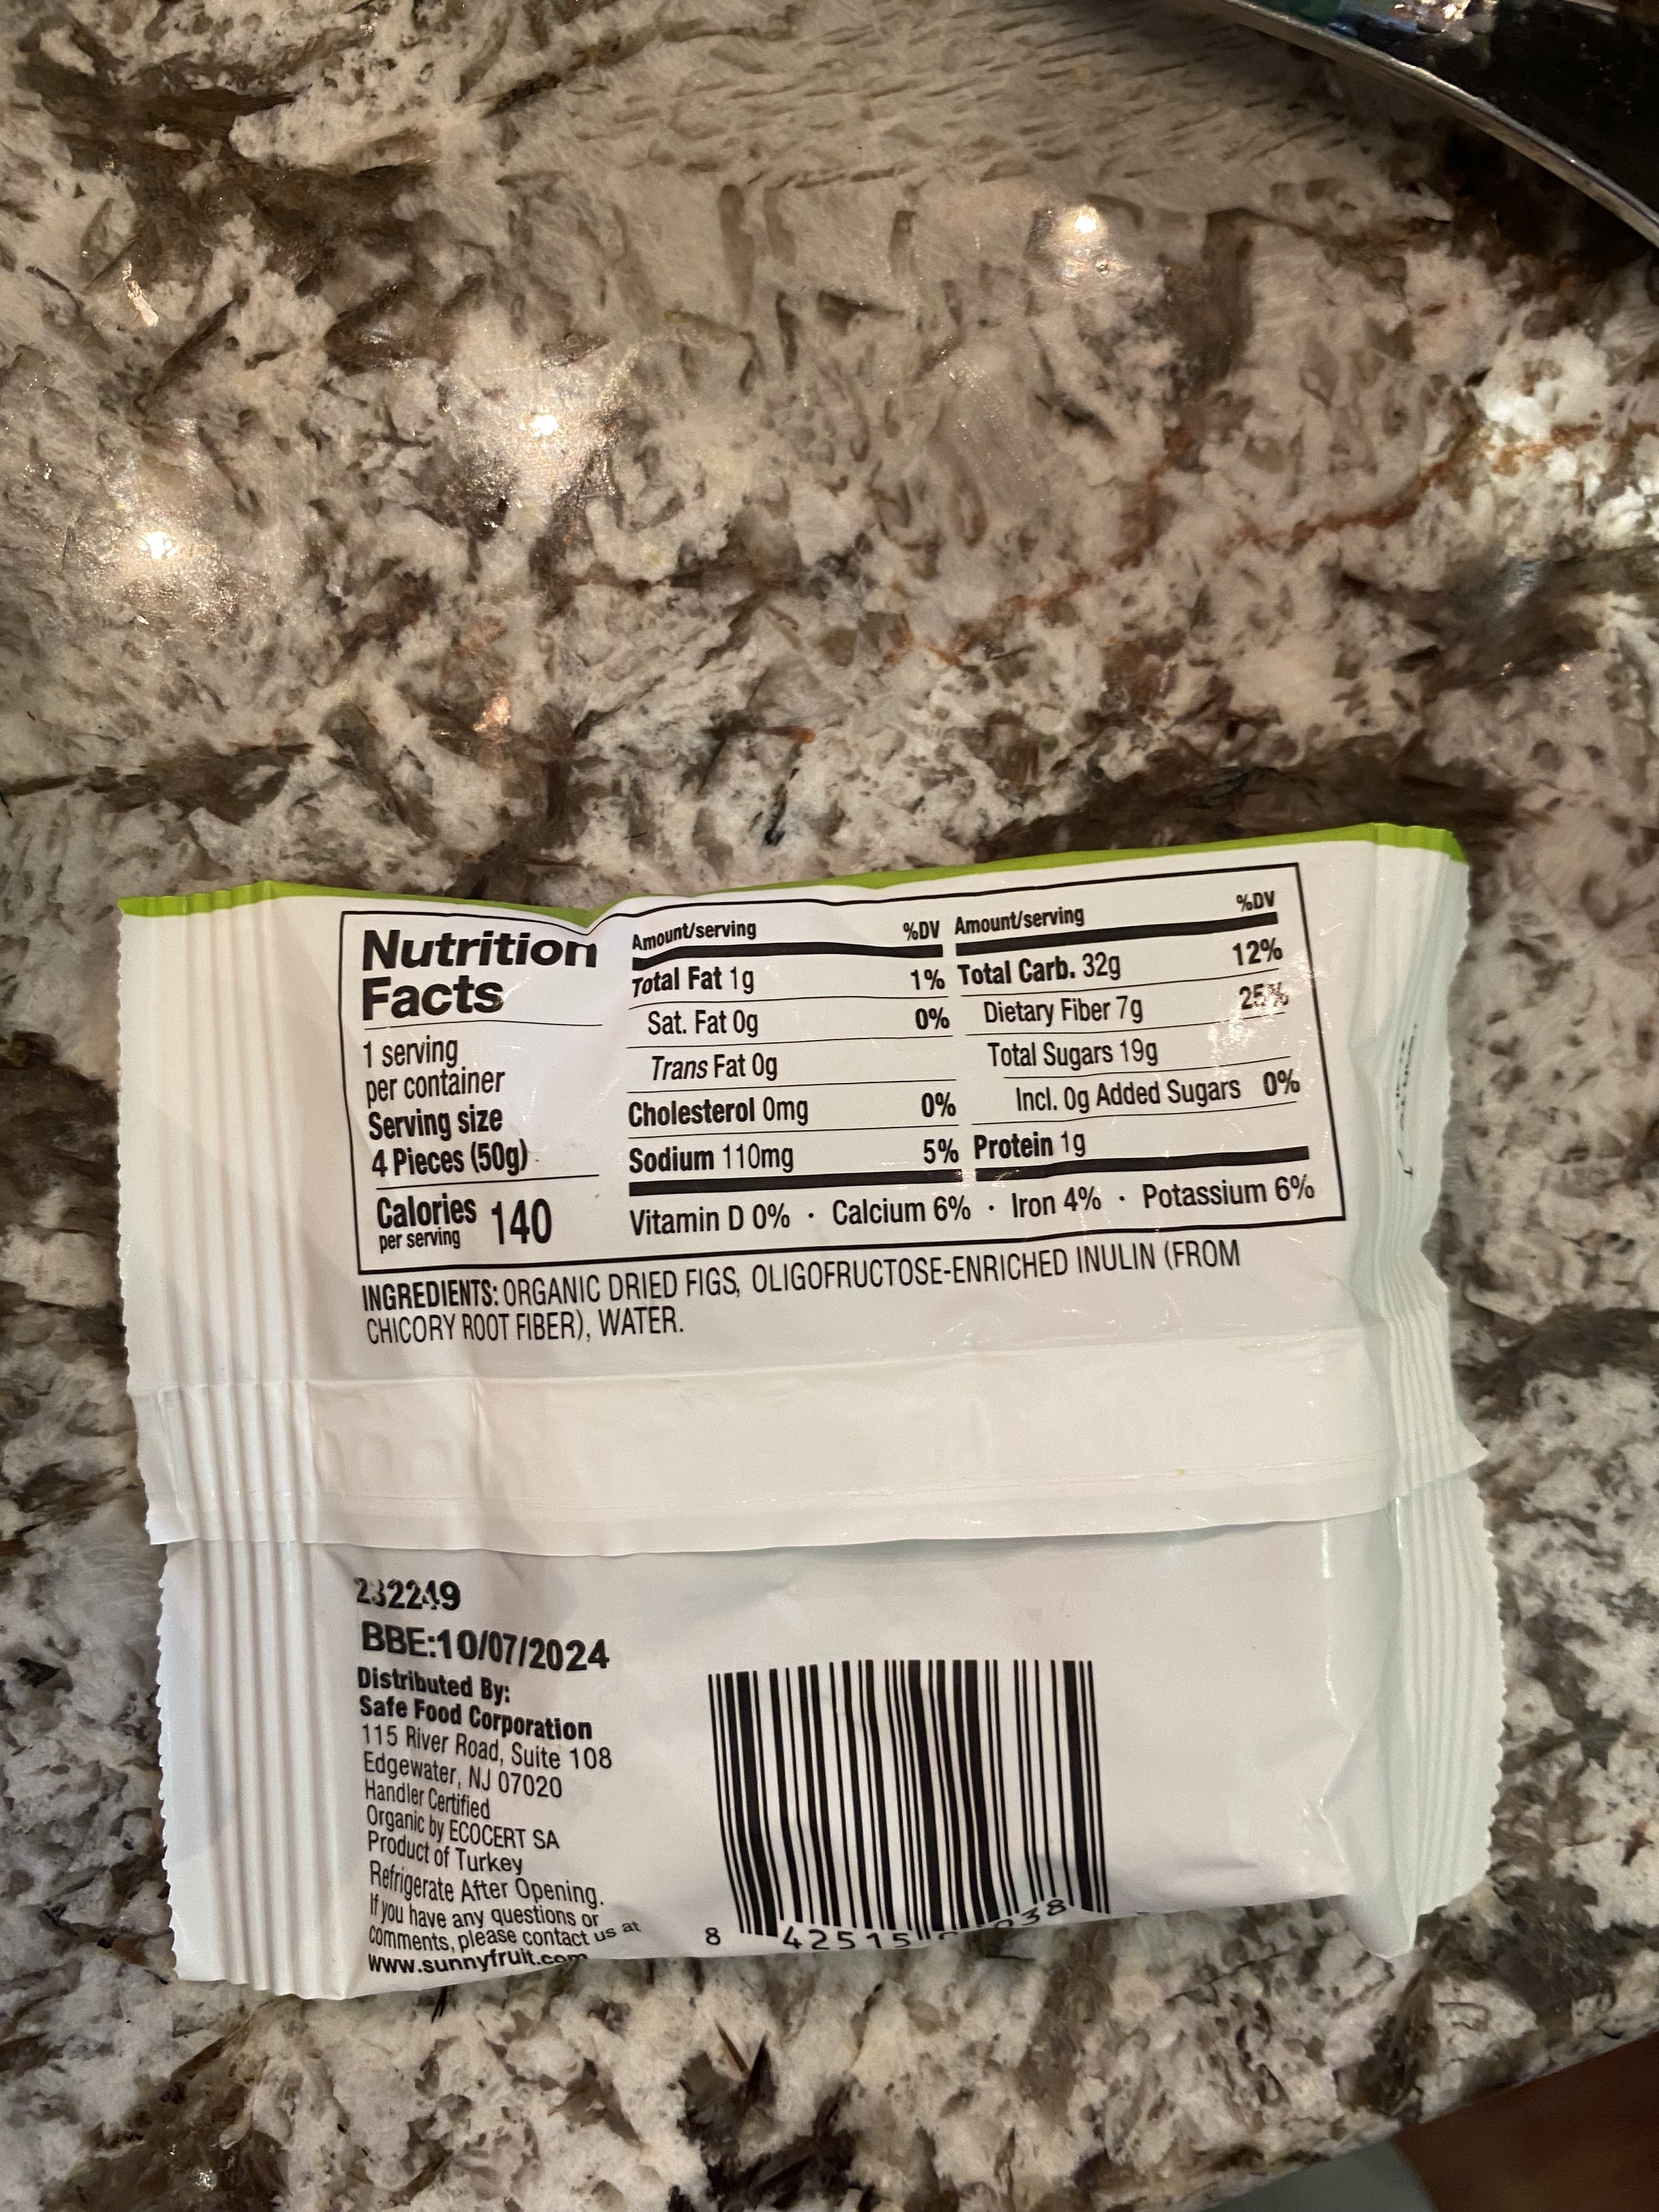 Nutrition
Facts
1 serving
per container
Serving size
4 Pieces (50g)
Calories 140
per serving
Amount/serving %DV
Total Fat 1g 1%
Sat. Fat 0g 0%
Trans Fat 0g
Cholesterol 0mg 0%
Sodium 110mg 5%
Amount/serving %DV
Total Carb. 32g 12%
Dietary Fiber 7g 25%
Total Sugars 19g
Incl. 0g Added Sugars 0%
Protein 1g
Vitamin D 0% · Calcium 6% · Iron 4% · Potassium 6%
INGREDIENTS: ORGANIC DRIED FIGS, OLIGOFRUCTOSE-ENRICHED INULIN (FROM
CHICORY ROOT FIBER), WATER.
232249
BBE:10/07/2024
Distributed By:
Safe Food Corporation
115 River Road, Suite 108
Edgewater, NJ 07020
Handler Certified
Organic by ECOCERT SA
Product of Turkey
Refrigerate After Opening.
If you have any questions or
comments, please contact us at
www.sunnyfruit.com
8 42515